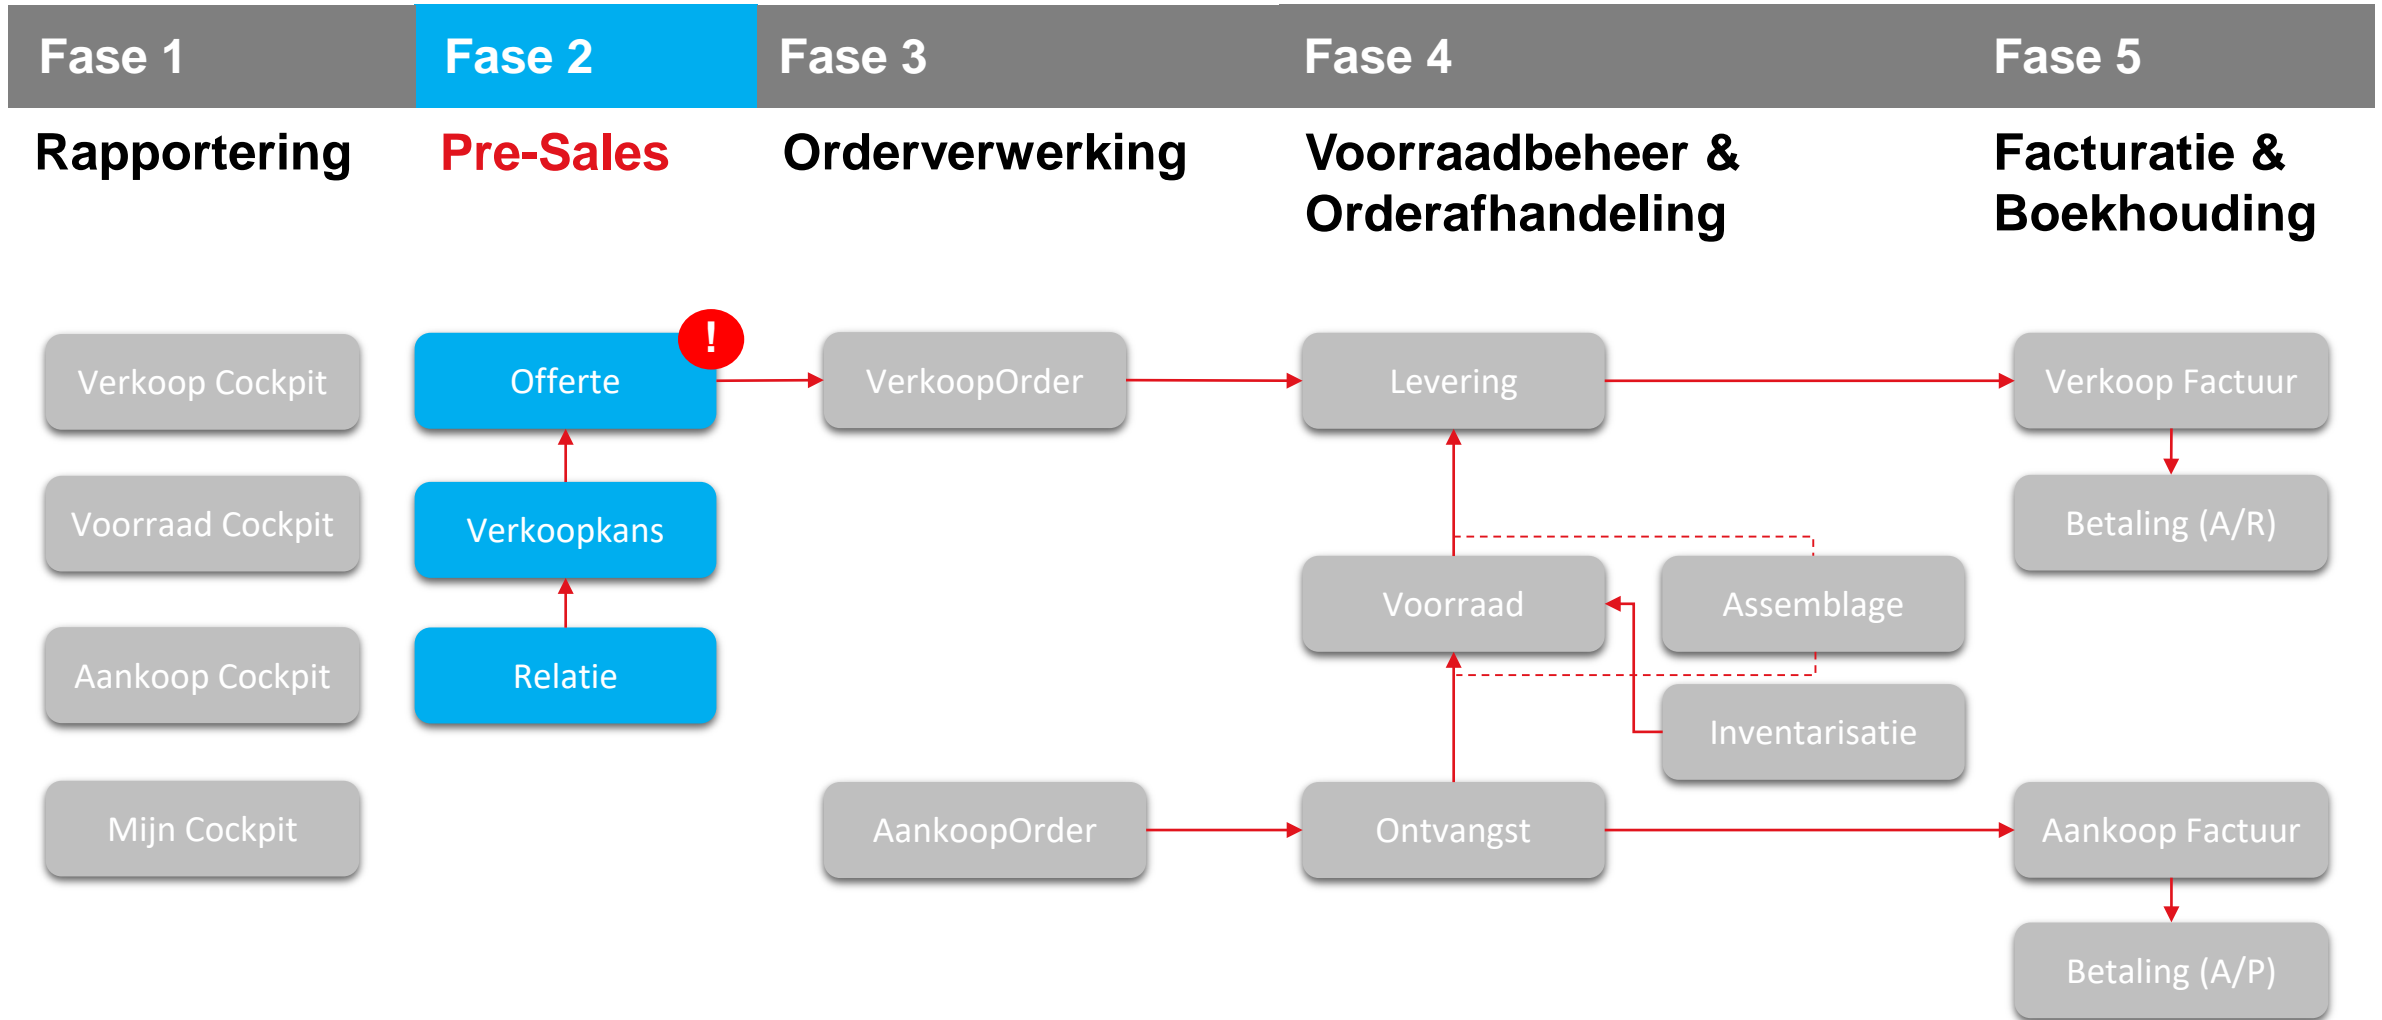 Fase 1
Fase 2
Fase 3
Fase 4
Fase 5
Rapportering
Pre-Sales
Orderverwerking
Voorraadbeheer &
Orderafhandeling
Facturatie &
Boekhouding
Verkoop Cockpit
Offerte
!
VerkoopOrder
Levering
Verkoop Factuur
Voorraad Cockpit
Verkoopkans
Betaling (A/R)
Voorraad
Assemblage
Aankoop Cockpit
Relatie
Inventarisatie
Mijn Cockpit
AankoopOrder
Ontvangst
Aankoop Factuur
Betaling (A/P)